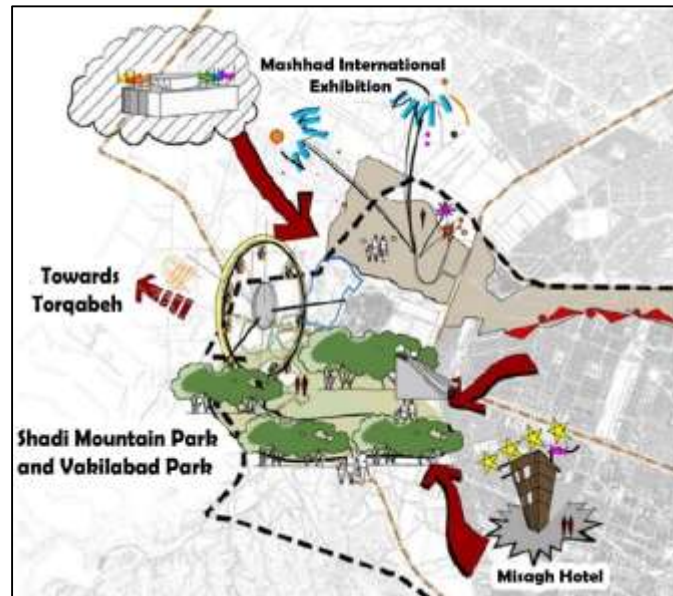 Mashhad International
Exhibition
Towards
Torqabeh
Shadi Mountain Park
and Vakilabad Park
Misagh Hotel